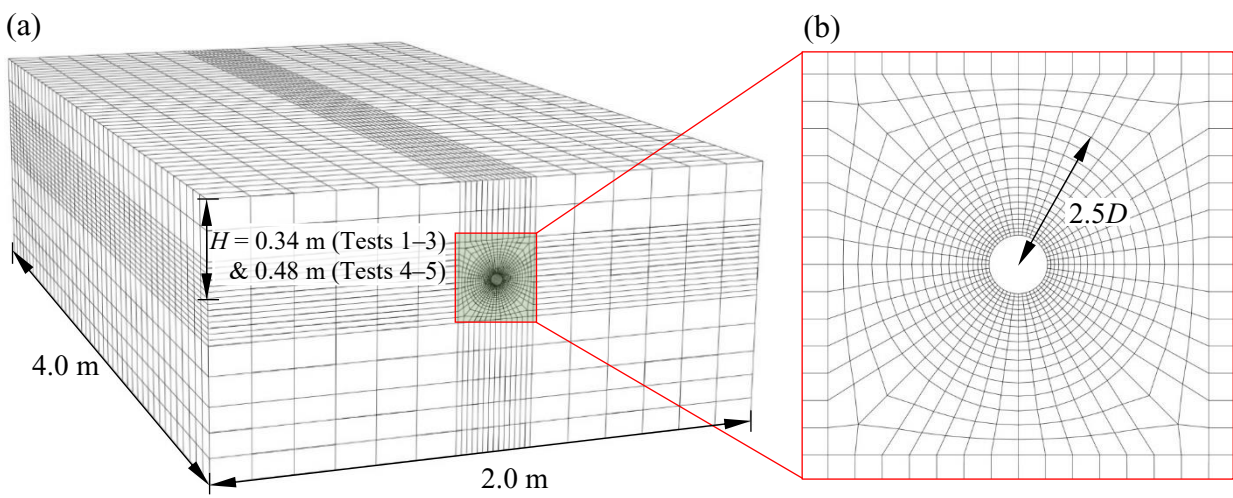 (a)
(b)
H = 0.34 m (Tests 1–3)
& 0.48 m (Tests 4–5)
2.5D
4.0 m
2.0 m